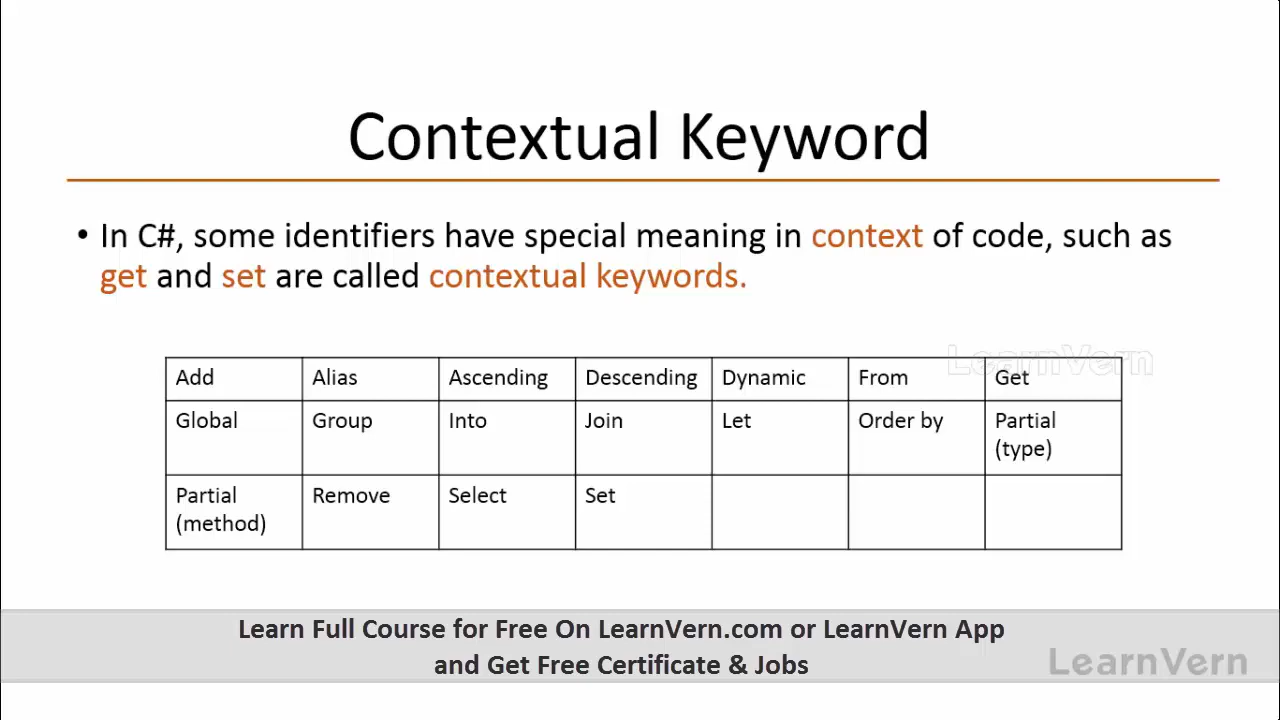 Contextual Keyword
• In C#, some identifiers have special meaning in context of code, such as
get and set are called contextual keywords.
LearnVern
Add Alias Ascending Descending Dynamic From Get
Global Group Into Join Let Order by Partial
(type)
Partial Remove Select Set
(method)
Learn Full Course for Free On LearnVern.com or LearnVern App
and Get Free Certificate & Jobs
LearnVern